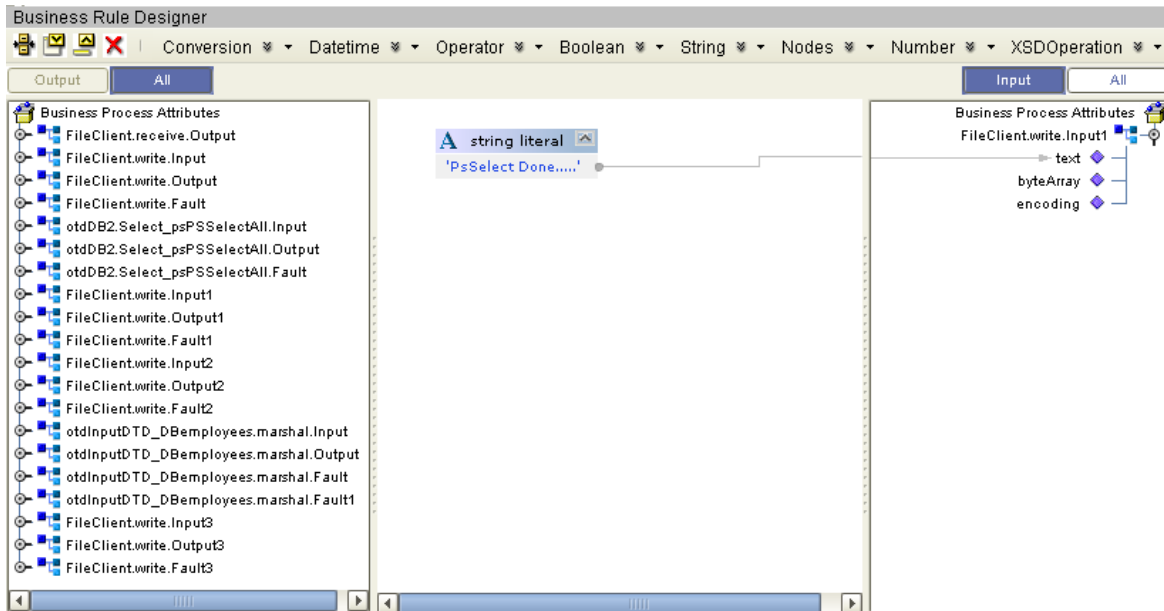 Business Rule Designer
Conversion Datetime Operator Boolean String Nodes Number XSDOperation
Output All Input All
Business Process Attributes
FileClient.receive.Output
FileClient.write.Input
FileClient.write.Output
FileClient.write.Fault
otdDB2.Select_psPSSelectAll.Input
otdDB2.Select_psPSSelectAll.Output
otdDB2.Select_psPSSelectAll.Fault
FileClient.write.Input1
FileClient.write.Output1
FileClient.write.Fault1
FileClient.write.Input2
FileClient.write.Output2
FileClient.write.Fault2
otdInputDTD_DBemployees.marshal.Input
otdInputDTD_DBemployees.marshal.Output
otdInputDTD_DBemployees.marshal.Fault
otdInputDTD_DBemployees.marshal.Fault1
FileClient.write.Input3
FileClient.write.Output3
FileClient.write.Fault3
A string literal
'PsSelect Done.....'
Business Process Attributes
FileClient.write.Input1
text
byteArray
encoding